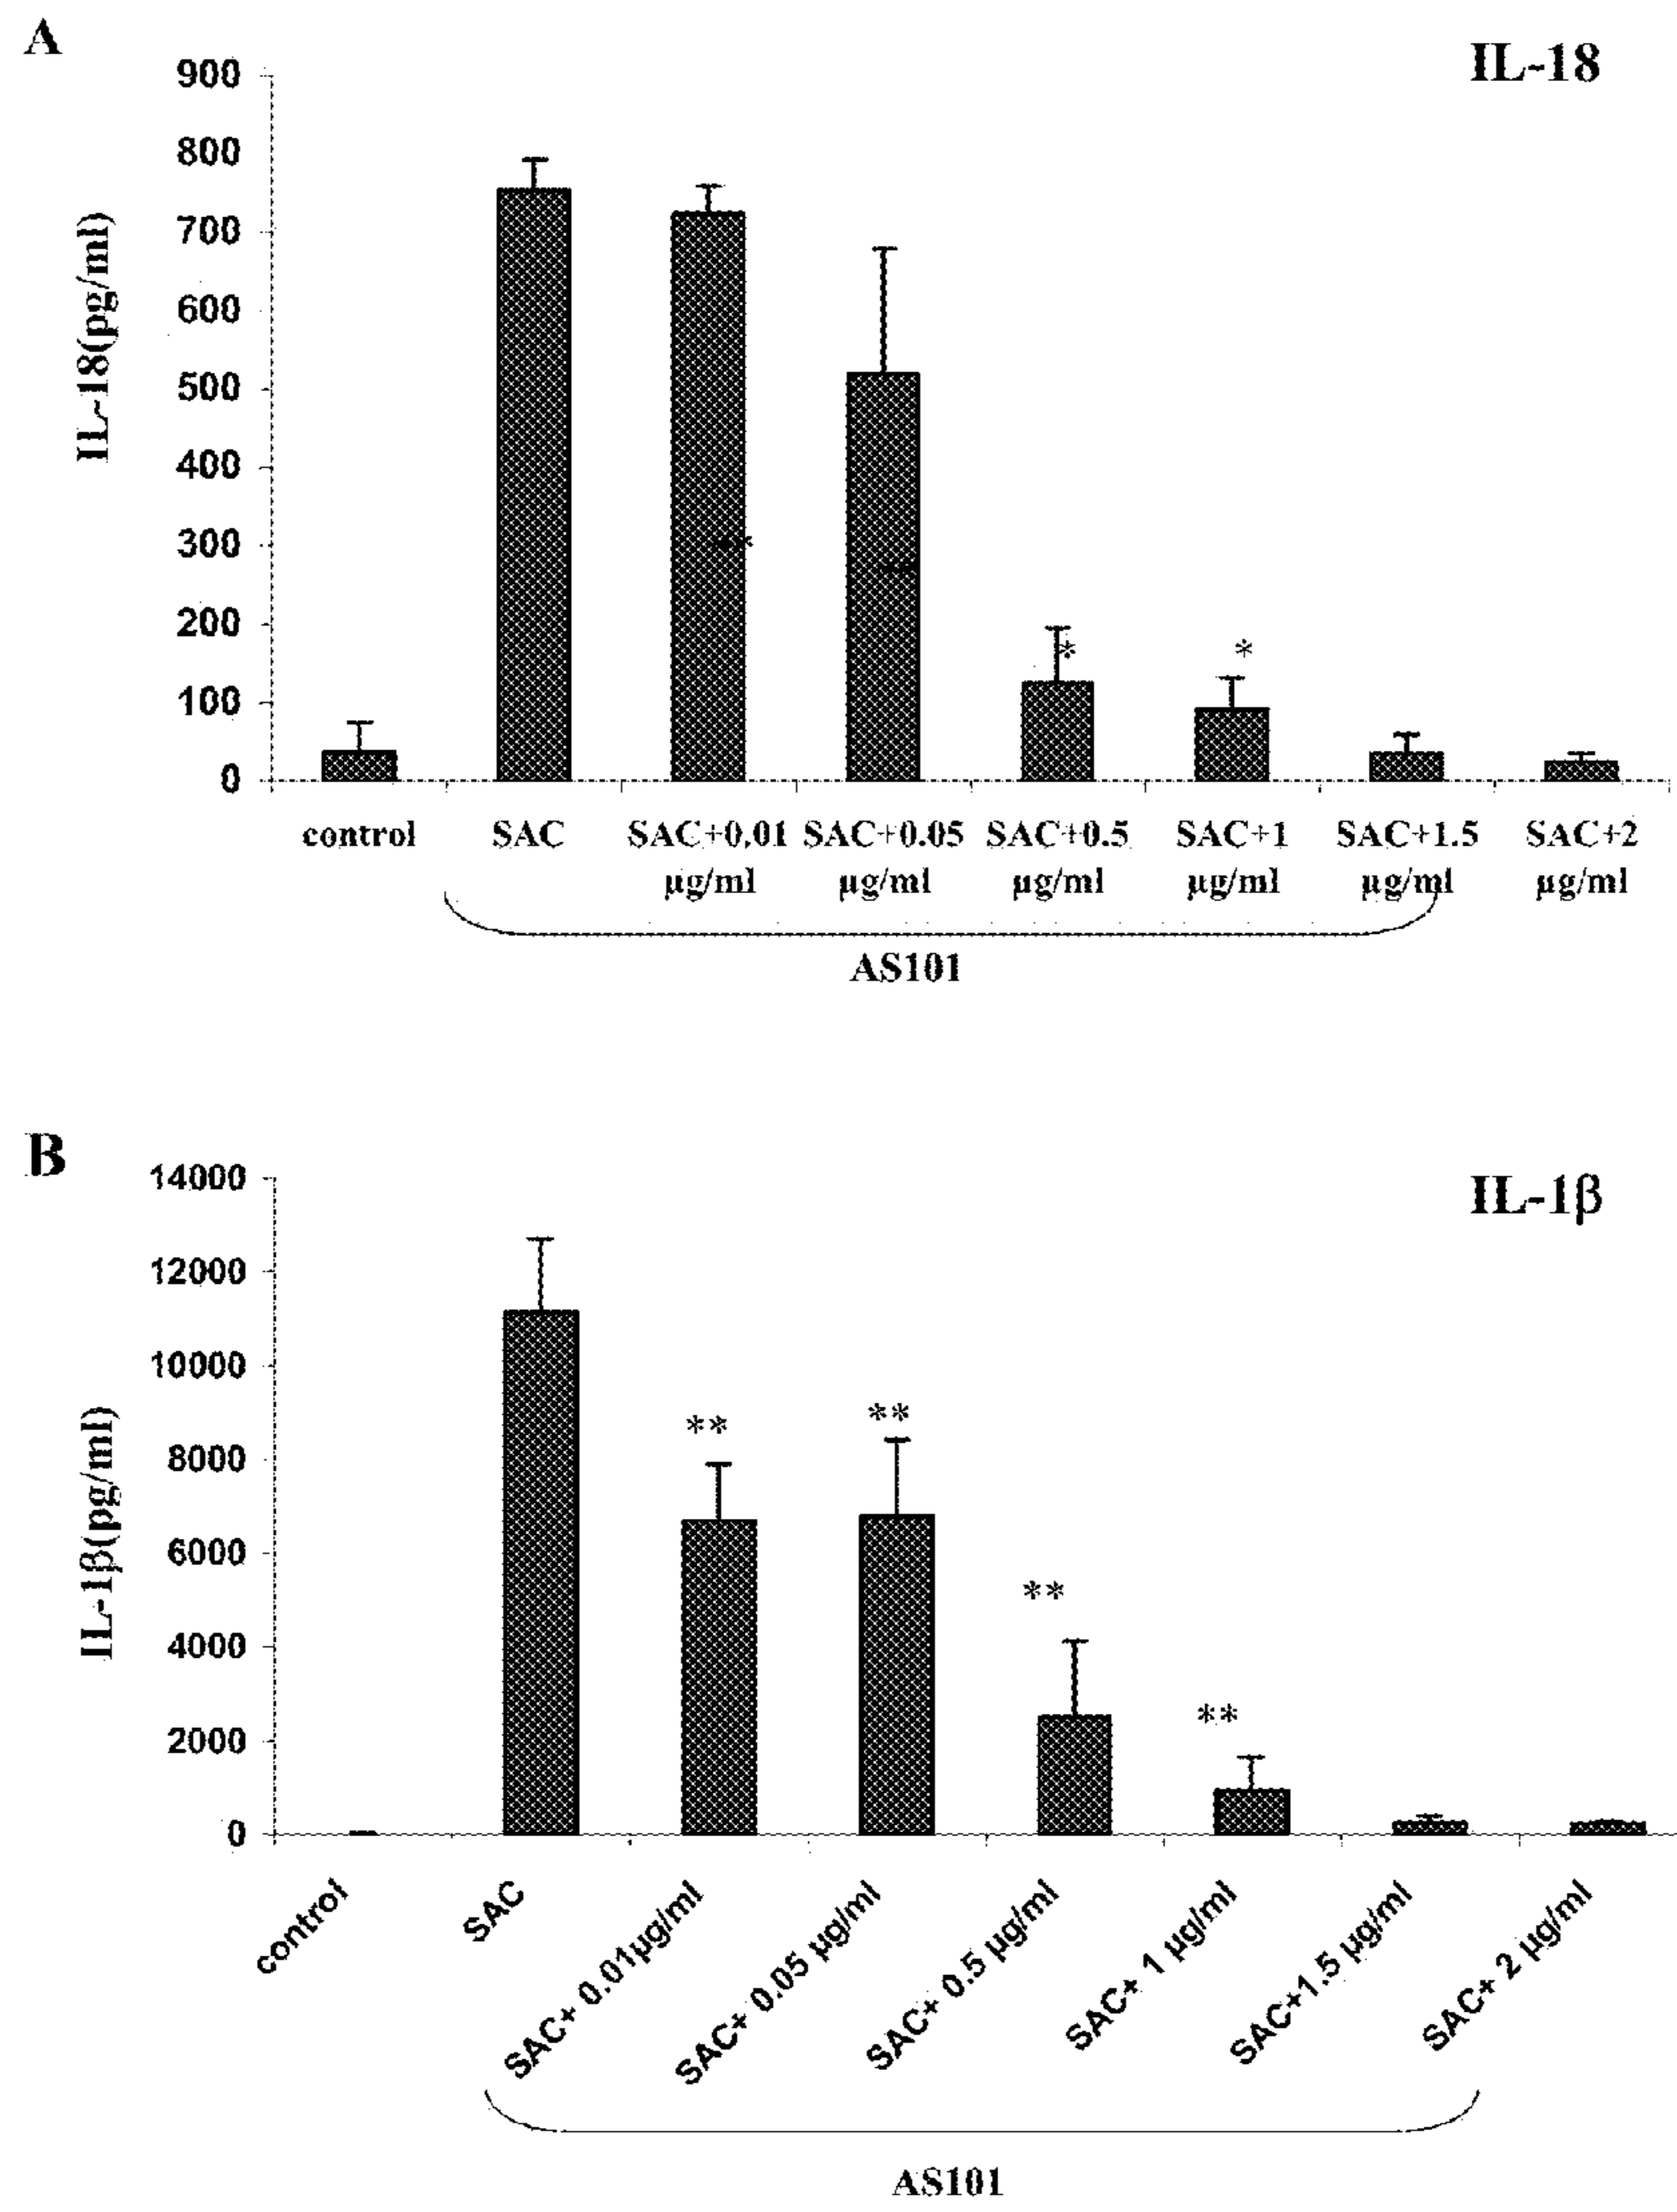 A
IL-18
IL-18(pg/ml)
900
800
700
600
500
400
300
200
100
0
**
*
*
control SAC SAC+0.01 SAC+0.05 SAC+0.5 SAC+1 SAC+1.5 SAC+2
µg/ml µg/ml µg/ml µg/ml µg/ml µg/ml
AS101
B
IL-1β
IL-1β(pg/ml)
14000
12000
10000
8000
6000
4000
2000
0
**
**
**
**
control
SAC
SAC+ 0.01µg/ml
SAC+ 0.05 µg/ml
SAC+ 0.5 µg/ml
SAC+ 1 µg/ml
SAC+1.5 µg/ml
SAC+ 2 µg/ml
AS101